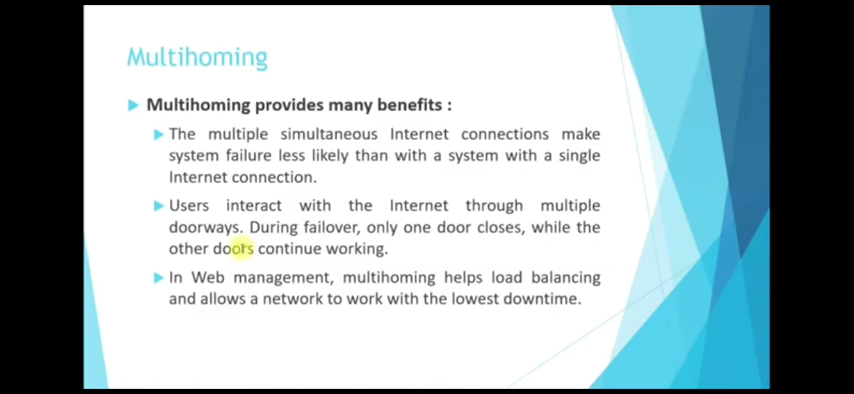 Multihoming
Multihoming provides many benefits :
The multiple simultaneous Internet connections make
system failure less likely than with a system with a single
Internet connection.
Users interact with the Internet through multiple
doorways. During failover, only one door closes, while the
other doors continue working.
In Web management, multihoming helps load balancing
and allows a network to work with the lowest downtime.